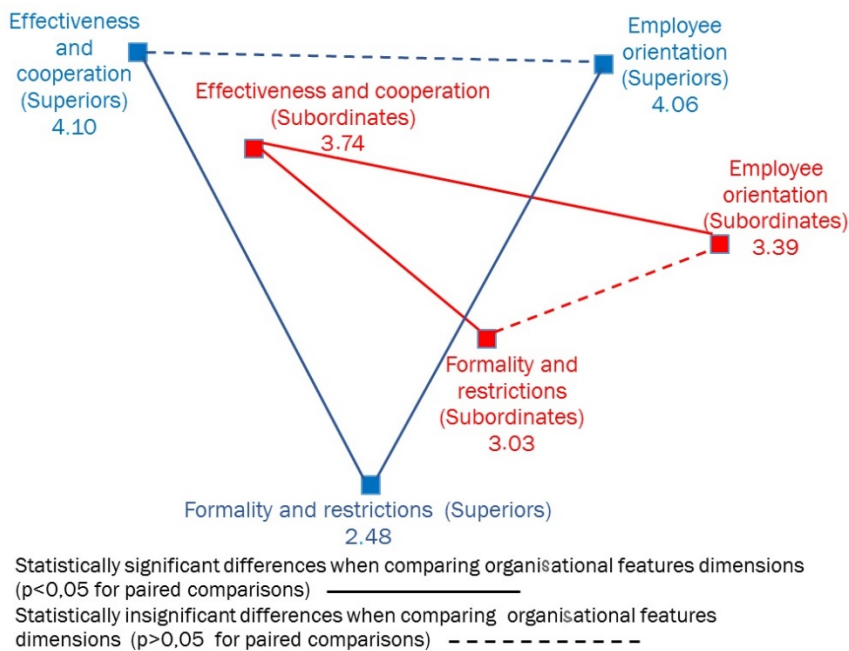 Effectiveness
and
cooperation
(Superiors)
4.10
Employee
orientation
(Superiors)
4.06
Effectiveness and cooperation
(Subordinates)
3.74
Employee
orientation
(Subordinates)
3.39
Formality and
restrictions
(Subordinates)
3.03
Formality and restrictions (Superiors)
2.48
Statistically significant differences when comparing organisational features dimensions
(p<0,05 for paired comparisons)
Statistically insignificant differences when comparing organisational features
dimensions (p>0,05 for paired comparisons)